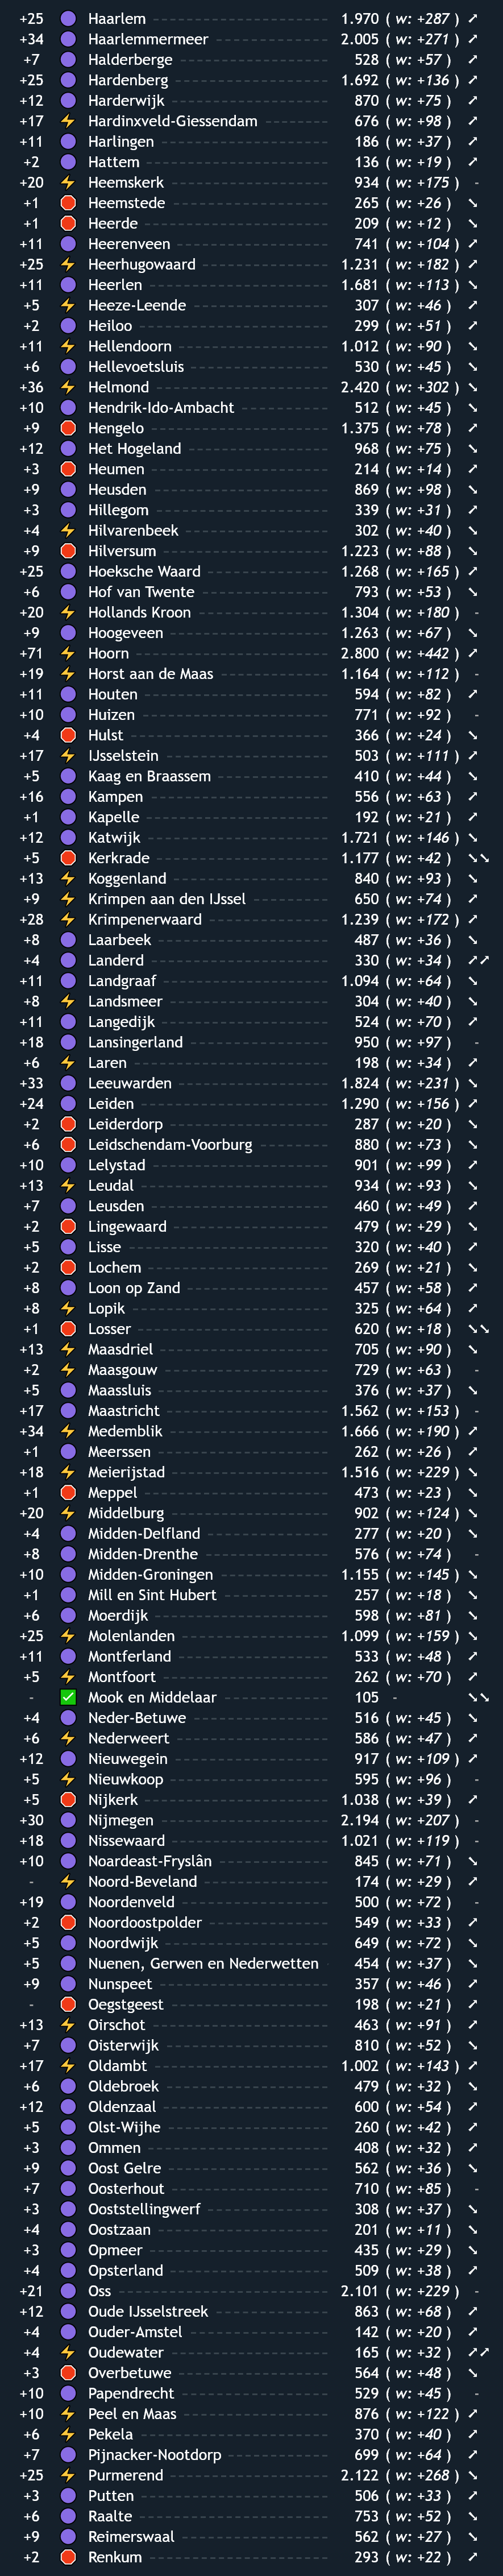 +25 Haarlem 1.970 ( w: +287 )
+34 Haarlemmermeer 2.005 ( w: +271 )
+7 Halderberge 528 ( w: +57 )
+25 Hardenberg 1.692 ( w: +136 )
+12 Harderwijk 870 ( w: +75 )
+17 Hardinxveld-Giessendam 676 ( w: +98 )
+11 Harlingen 186 ( w: +37 )
+2 Hattem 136 ( w: +19 )
+20 Heemskerk 934 ( w: +175 ) -
+1 Heemstede 265 ( w: +26 )
+1 Heerde 209 ( w: +12 )
+11 Heerenveen 741 ( w: +104 )
+25 Heerhugowaard 1.231 ( w: +182 )
+11 Heerlen 1.681 ( w: +113 )
+5 Heeze-Leende 307 ( w: +46 )
+2 Heiloo 299 ( w: +51 )
+11 Hellendoorn 1.012 ( w: +90 )
+6 Hellevoetsluis 530 ( w: +45 )
+36 Helmond 2.420 ( w: +302 )
+10 Hendrik-Ido-Ambacht 512 ( w: +45 )
+9 Hengelo 1.375 ( w: +78 )
+12 Het Hogeland 968 ( w: +75 )
+3 Heumen 214 ( w: +14 )
+9 Heusden 869 ( w: +98 )
+3 Hillegom 339 ( w: +31 )
+4 Hilvarenbeek 302 ( w: +40 )
+9 Hilversum 1.223 ( w: +88 )
+25 Hoeksche Waard 1.268 ( w: +165 )
+6 Hof van Twente 793 ( w: +53 )
+20 Hollands Kroon 1.304 ( w: +180 ) -
+9 Hoogeveen 1.263 ( w: +67 )
+71 Hoorn 2.800 ( w: +442 )
+19 Horst aan de Maas 1.164 ( w: +112 ) -
+11 Houten 594 ( w: +82 )
+10 Huizen 771 ( w: +92 ) -
+4 Hulst 366 ( w: +24 )
+17 IJsselstein 503 ( w: +111 )
+5 Kaag en Braassem 410 ( w: +44 )
+16 Kampen 556 ( w: +63 )
+1 Kapelle 192 ( w: +21 )
+12 Katwijk 1.721 ( w: +146 )
+5 Kerkrade 1.177 ( w: +42 )
+13 Koggenland 840 ( w: +93 )
+9 Krimpen aan den IJssel 650 ( w: +74 )
+28 Krimpenerwaard 1.239 ( w: +172 )
+8 Laarbeek 487 ( w: +36 )
+4 Landerd 330 ( w: +34 )
+11 Landgraaf 1.094 ( w: +64 )
+8 Landsmeer 304 ( w: +40 )
+11 Langedijk 524 ( w: +70 )
+18 Lansingerland 950 ( w: +97 ) -
+6 Laren 198 ( w: +34 )
+33 Leeuwarden 1.824 ( w: +231 )
+24 Leiden 1.290 ( w: +156 )
+2 Leiderdorp 287 ( w: +20 )
+6 Leidschendam-Voorburg 880 ( w: +73 )
+10 Lelystad 901 ( w: +99 )
+13 Leudal 934 ( w: +93 )
+7 Leusden 460 ( w: +49 )
+2 Lingewaard 479 ( w: +29 )
+5 Lisse 320 ( w: +40 )
+2 Lochem 269 ( w: +21 )
+8 Loon op Zand 457 ( w: +58 )
+8 Lopik 325 ( w: +64 )
+1 Losser 620 ( w: +18 )
+13 Maasdriel 705 ( w: +90 )
+2 Maasgouw 729 ( w: +63 ) -
+5 Maassluis 376 ( w: +37 )
+17 Maastricht 1.562 ( w: +153 ) -
+34 Medemblik 1.666 ( w: +190 )
+1 Meerssen 262 ( w: +26 )
+18 Meierijstad 1.516 ( w: +229 )
+1 Meppel 473 ( w: +23 )
+20 Middelburg 902 ( w: +124 )
+4 Midden-Delfland 277 ( w: +20 )
+8 Midden-Drenthe 576 ( w: +74 ) -
+10 Midden-Groningen 1.155 ( w: +145 )
+1 Mill en Sint Hubert 257 ( w: +18 )
+6 Moerdijk 598 ( w: +81 )
+25 Molenlanden 1.099 ( w: +159 )
+11 Montferland 533 ( w: +48 )
+5 Montfoort 262 ( w: +70 )
- Mook en Middelaar 105 -
+4 Neder-Betuwe 516 ( w: +45 )
+6 Nederweert 586 ( w: +47 )
+12 Nieuwegein 917 ( w: +109 )
+5 Nieuwkoop 595 ( w: +96 ) -
+5 Nijkerk 1.038 ( w: +39 )
+30 Nijmegen 2.194 ( w: +207 ) -
+18 Nissewaard 1.021 ( w: +119 ) -
+10 Noardeast-Fryslân 845 ( w: +71 )
- Noord-Beveland 174 ( w: +29 )
+19 Noordenveld 500 ( w: +72 ) -
+2 Noordoostpolder 549 ( w: +33 )
+5 Noordwijk 649 ( w: +72 )
+5 Nuenen, Gerwen en Nederwetten 454 ( w: +37 )
+9 Nunspeet 357 ( w: +46 )
- Oegstgeest 198 ( w: +21 )
+13 Oirschot 463 ( w: +91 )
+7 Oisterwijk 810 ( w: +52 )
+17 Oldambt 1.002 ( w: +143 )
+6 Oldebroek 479 ( w: +32 )
+12 Oldenzaal 600 ( w: +54 )
+5 Olst-Wijhe 260 ( w: +42 )
+3 Ommen 408 ( w: +32 )
+9 Oost Gelre 562 ( w: +36 )
+7 Oosterhout 710 ( w: +85 ) -
+3 Ooststellingwerf 308 ( w: +37 )
+4 Oostzaan 201 ( w: +11 )
+3 Opmeer 435 ( w: +29 )
+4 Opsterland 509 ( w: +38 )
+21 Oss 2.101 ( w: +229 ) -
+12 Oude IJsselstreek 863 ( w: +68 )
+4 Ouder-Amstel 142 ( w: +20 )
+4 Oudewater 165 ( w: +32 )
+3 Overbetuwe 564 ( w: +48 )
+10 Papendrecht 529 ( w: +45 ) -
+10 Peel en Maas 876 ( w: +122 )
+6 Pekela 370 ( w: +40 )
+7 Pijnacker-Nootdorp 699 ( w: +64 )
+25 Purmerend 2.122 ( w: +268 )
+3 Putten 506 ( w: +33 )
+6 Raalte 753 ( w: +52 )
+9 Reimerswaal 562 ( w: +27 )
+2 Renkum 293 ( w: +22 )